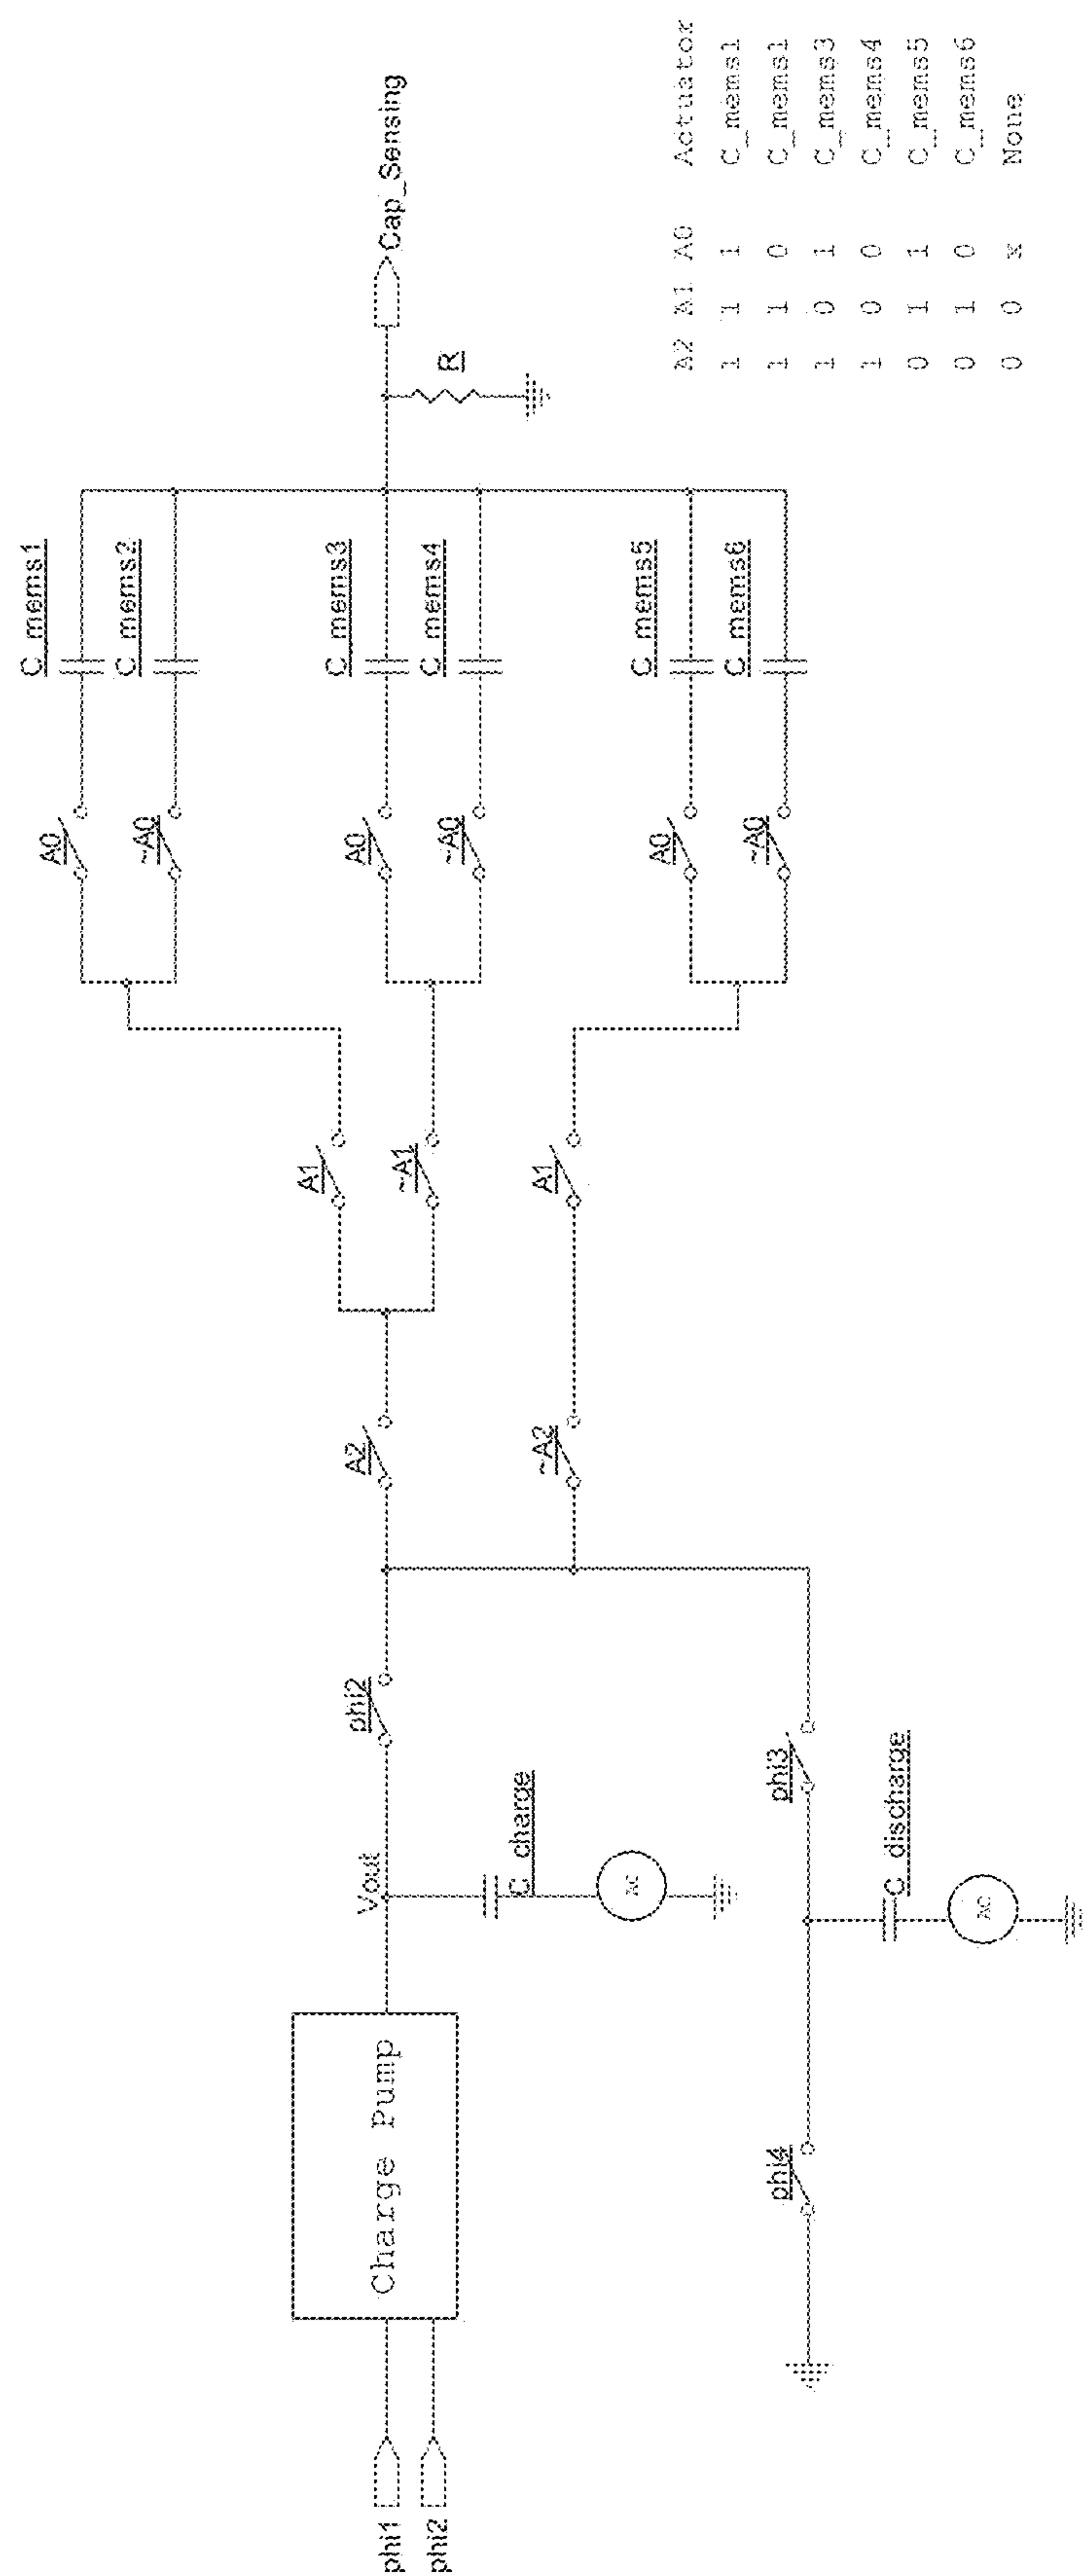 phi1
phi2
Charge Pump
Vout
C_charge
AC
phi2
phi4
phi3
C_discharge
AC
A2
~A2
A1
~A1
A1
A0
~A0
A0
~A0
A0
~A0
C_mems1
C_mems2
C_mems3
C_mems4
C_mems5
C_mems6
R
Cap_Sensing
A2 A1 A0 Actuator
1 1 1 C_mems1
1 1 0 C_mems1
1 0 1 C_mems3
1 0 0 C_mems4
0 1 1 C_mems5
0 1 0 C_mems6
0 0 x None